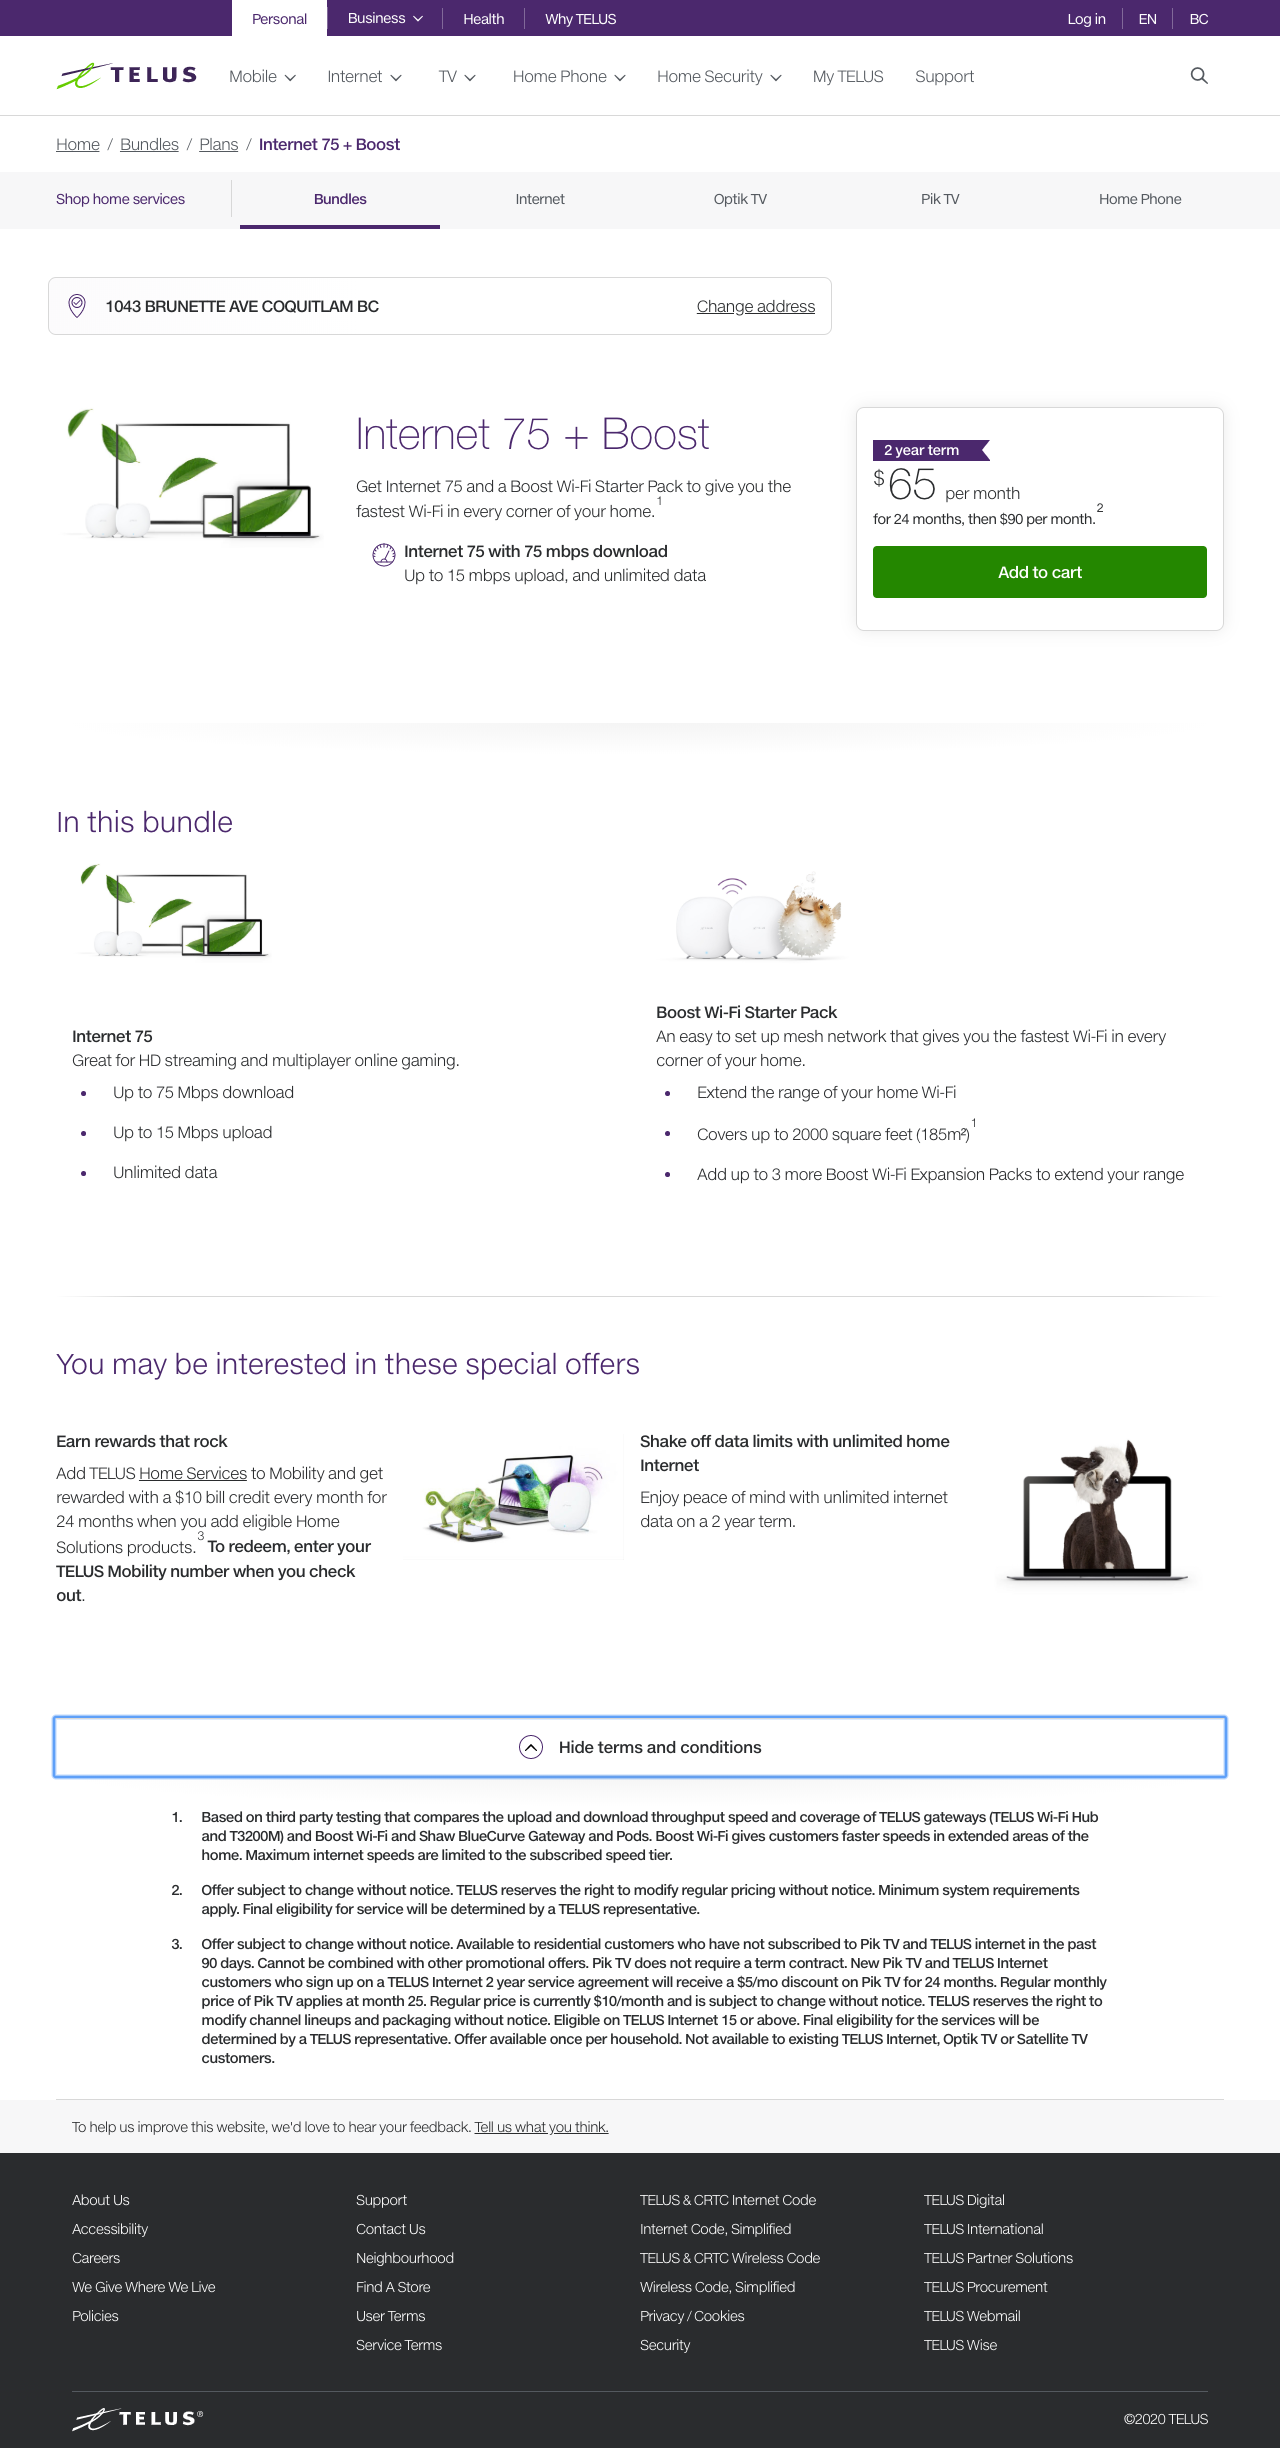 Personal Business Health Why TELUS Log in EN BC
TELUS Mobile Internet TV Home Phone Home Security My TELUS Support
Home / Bundles / Plans / Internet 75 + Boost
Shop home services Bundles Internet Optik TV Pik TV Home Phone
1043 BRUNETTE AVE COQUITLAM BC Change address
Internet 75 + Boost
Get Internet 75 and a Boost Wi-Fi Starter Pack to give you the
fastest Wi-Fi in every corner of your home.1
Internet 75 with 75 mbps download
Up to 15 mbps upload, and unlimited data
2 year term
$65 per month
for 24 months, then $90 per month.2
Add to cart
In this bundle
Internet 75
Great for HD streaming and multiplayer online gaming.
• Up to 75 Mbps download
• Up to 15 Mbps upload
• Unlimited data
Boost Wi-Fi Starter Pack
An easy to set up mesh network that gives you the fastest Wi-Fi in every
corner of your home.
• Extend the range of your home Wi-Fi
• Covers up to 2000 square feet (185m²)1
• Add up to 3 more Boost Wi-Fi Expansion Packs to extend your range
You may be interested in these special offers
Earn rewards that rock
Add TELUS Home Services to Mobility and get
rewarded with a $10 bill credit every month for
24 months when you add eligible Home
Solutions products.3 To redeem, enter your
TELUS Mobility number when you check
out.
Shake off data limits with unlimited home
Internet
Enjoy peace of mind with unlimited internet
data on a 2 year term.
Hide terms and conditions
1. Based on third party testing that compares the upload and download throughput speed and coverage of TELUS gateways (TELUS Wi-Fi Hub
and T3200M) and Boost Wi-Fi and Shaw BlueCurve Gateway and Pods. Boost Wi-Fi gives customers faster speeds in extended areas of the
home. Maximum internet speeds are limited to the subscribed speed tier.
2. Offer subject to change without notice. TELUS reserves the right to modify regular pricing without notice. Minimum system requirements
apply. Final eligibility for service will be determined by a TELUS representative.
3. Offer subject to change without notice. Available to residential customers who have not subscribed to Pik TV and TELUS internet in the past
90 days. Cannot be combined with other promotional offers. Pik TV does not require a term contract. New Pik TV and TELUS Internet
customers who sign up on a TELUS Internet 2 year service agreement will receive a $5/mo discount on Pik TV for 24 months. Regular monthly
price of Pik TV applies at month 25. Regular price is currently $10/month and is subject to change without notice. TELUS reserves the right to
modify channel lineups and packaging without notice. Eligible on TELUS Internet 15 or above. Final eligibility for the services will be
determined by a TELUS representative. Offer available once per household. Not available to existing TELUS Internet, Optik TV or Satellite TV
customers.
To help us improve this website, we'd love to hear your feedback. Tell us what you think.
About Us
Accessibility
Careers
We Give Where We Live
Policies
Support
Contact Us
Neighbourhood
Find A Store
User Terms
Service Terms
TELUS & CRTC Internet Code
Internet Code, Simplified
TELUS & CRTC Wireless Code
Wireless Code, Simplified
Privacy / Cookies
Security
TELUS Digital
TELUS International
TELUS Partner Solutions
TELUS Procurement
TELUS Webmail
TELUS Wise
TELUS® ©2020 TELUS